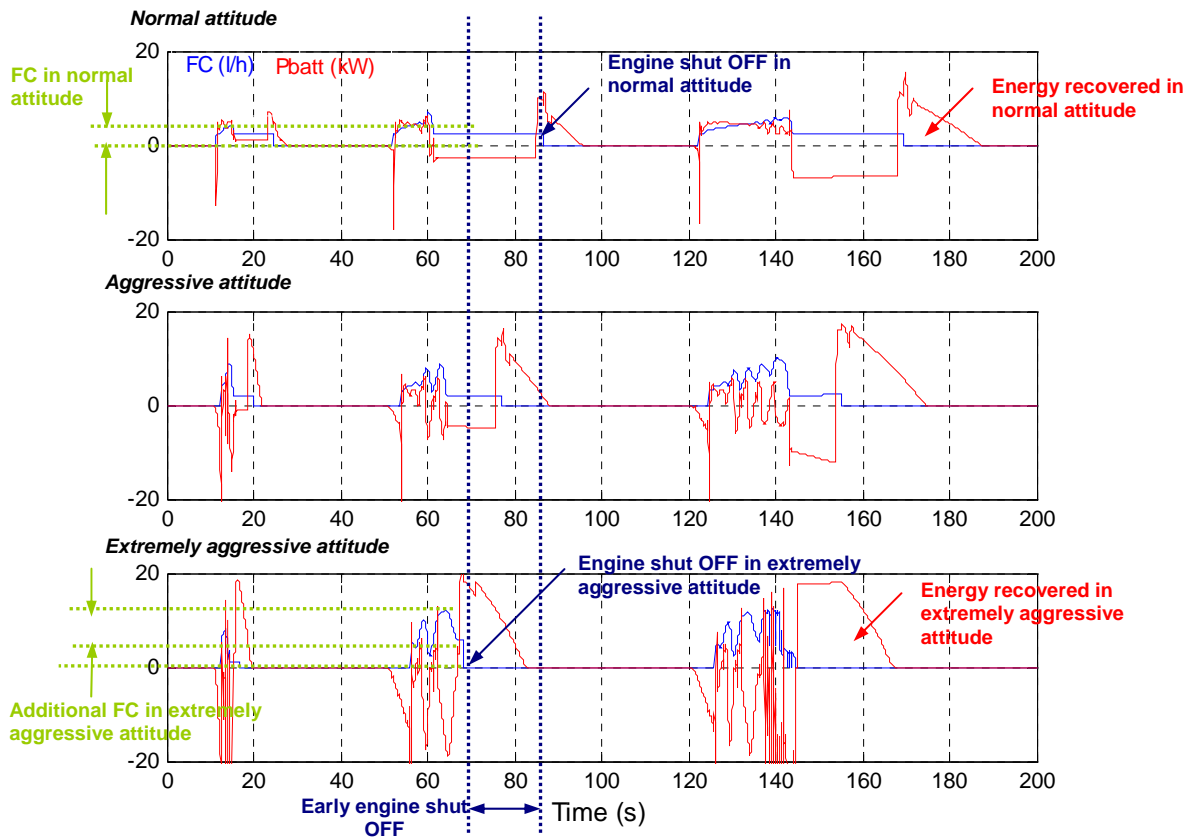 Normal attitude
20
0
-20
FC (l/h) Pbatt (kW)
FC in normal
attitude
Engine shut OFF in
normal attitude
Energy recovered in
normal attitude
0 20 40 60 80 100 120 140 160 180 200
Aggressive attitude
20
0
-20
0 20 40 60 80 100 120 140 160 180 200
Extremely aggressive attitude
20
0
-20
Engine shut OFF in extremely
aggressive attitude
Energy recovered in
extremely aggressive
attitude
Additional FC in extremely
aggressive attitude
0 20 40 60 80 100 120 140 160 180 200
Early engine shut
OFF
Time (s)